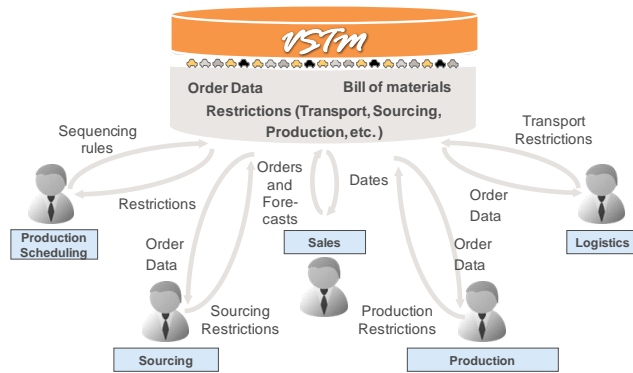 VSTM
Order Data
Bill of materials
Restrictions (Transport, Sourcing,
Production, etc. )
Sequencing
rules
Transport
Restrictions
Orders
and
Fore-
casts
Dates
Restrictions
Order
Data
Production
Scheduling
Sales
Logistics
Order
Data
Order
Data
Sourcing
Restrictions
Production
Restrictions
Sourcing
Production